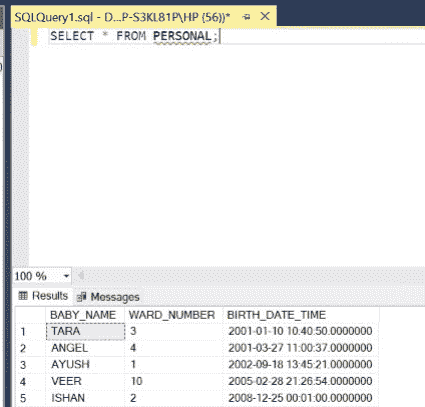 SQLQuery1.sql - D...P-S3KL81P\HP (56))*
SELECT * FROM PERSONAL;
100 %
Results Messages
BABY_NAME WARD_NUMBER BIRTH_DATE_TIME
1 TARA 3 2001-01-10 10:40:50.0000000
2 ANGEL 4 2001-03-27 11:00:37.0000000
3 AYUSH 1 2002-09-18 13:45:21.0000000
4 VEER 10 2005-02-28 21:26:54.0000000
5 ISHAN 2 2008-12-25 00:01:00.0000000